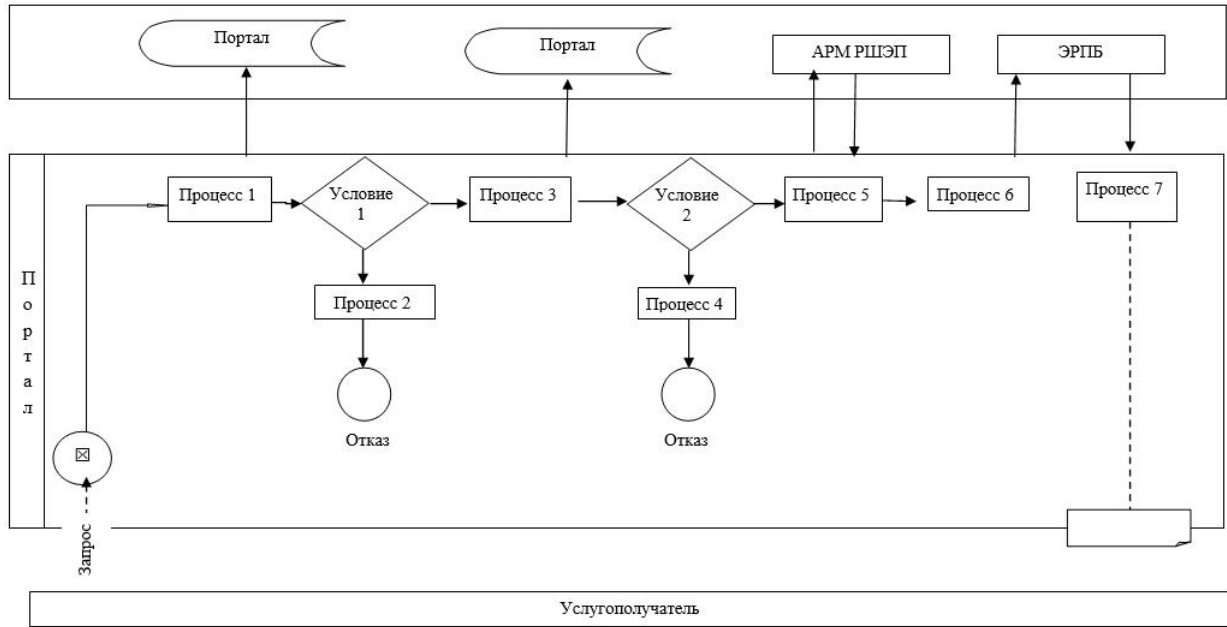 Портал
Портал
АРМ РШЭП
ЭРПБ
Процесс 1
Условие
1
Процесс 3
Условие
2
Процесс 5
Процесс 6
Процесс 7
Процесс 2
Процесс 4
Отказ
Отказ
Портал
Запрос
Услугополучатель